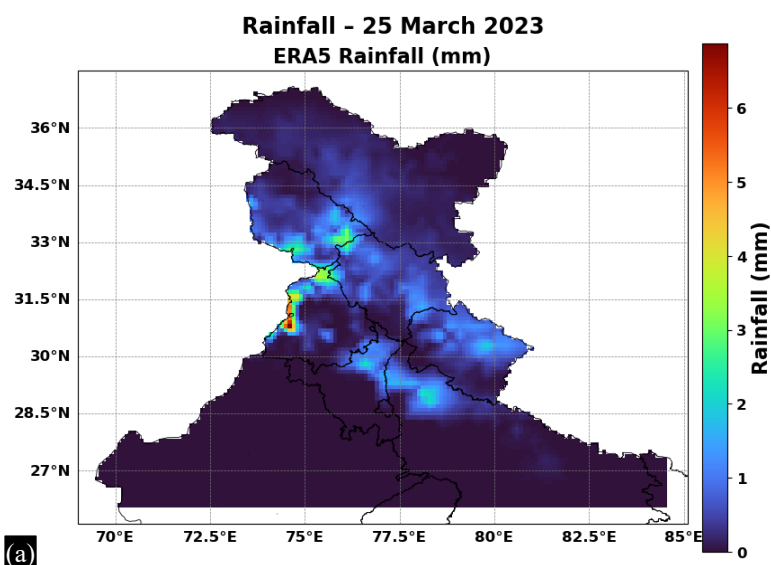 Rainfall – 25 March 2023
ERA5 Rainfall (mm)
36°N
34.5°N
33°N
31.5°N
30°N
28.5°N
27°N
70°E
72.5°E
75°E
77.5°E
80°E
82.5°E
85°E
6
5
4
3
2
1
0
Rainfall (mm)
(a)